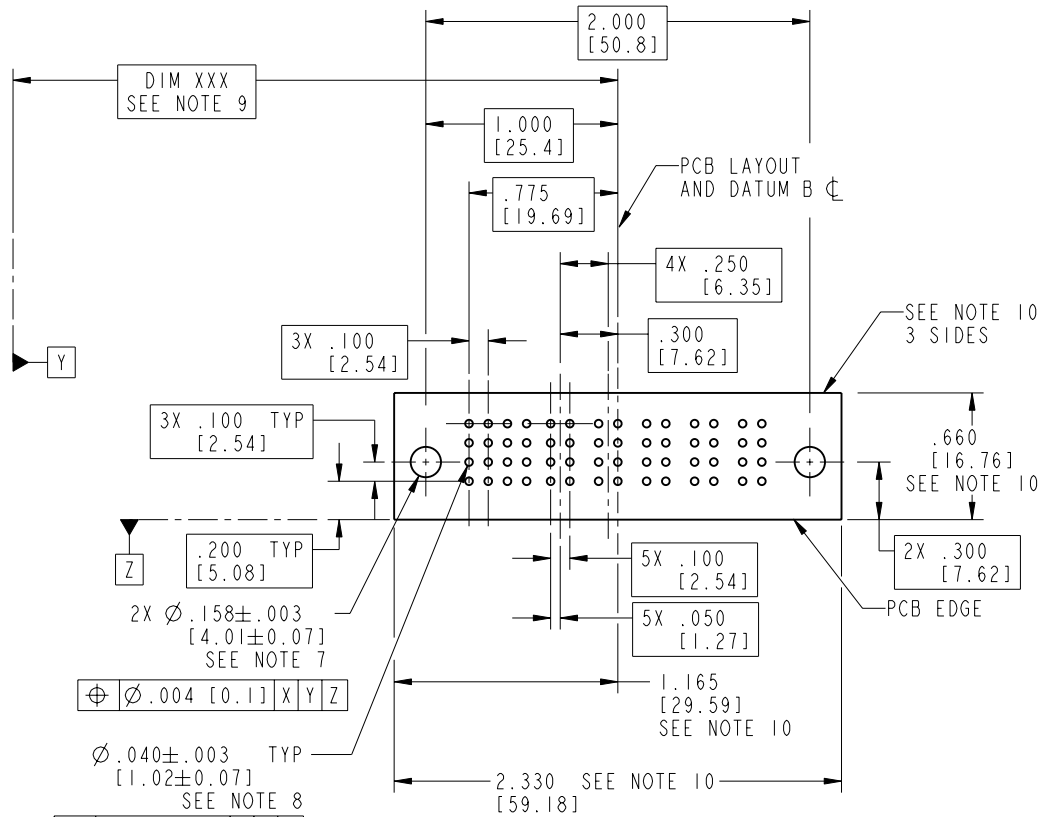 2.000
[50.8]
DIM XXX
SEE NOTE 9
1.000
[25.4]
PCB LAYOUT
AND DATUM B ℄
.775
[19.69]
4X .250
[6.35]
SEE NOTE 10
3 SIDES
3X .100
[2.54]
.300
[7.62]
Y
3X .100 TYP
[2.54]
.660
[16.76]
SEE NOTE 10
Z
.200 TYP
[5.08]
5X .100
[2.54]
2X .300
[7.62]
2X Ø.158±.003
[4.01±0.07]
SEE NOTE 7
5X .050
[1.27]
PCB EDGE
⌖ Ø.004 [0.1] X Y Z
1.165
[29.59]
SEE NOTE 10
Ø.040±.003 TYP
[1.02±0.07]
SEE NOTE 8
2.330 SEE NOTE 10
[59.18]